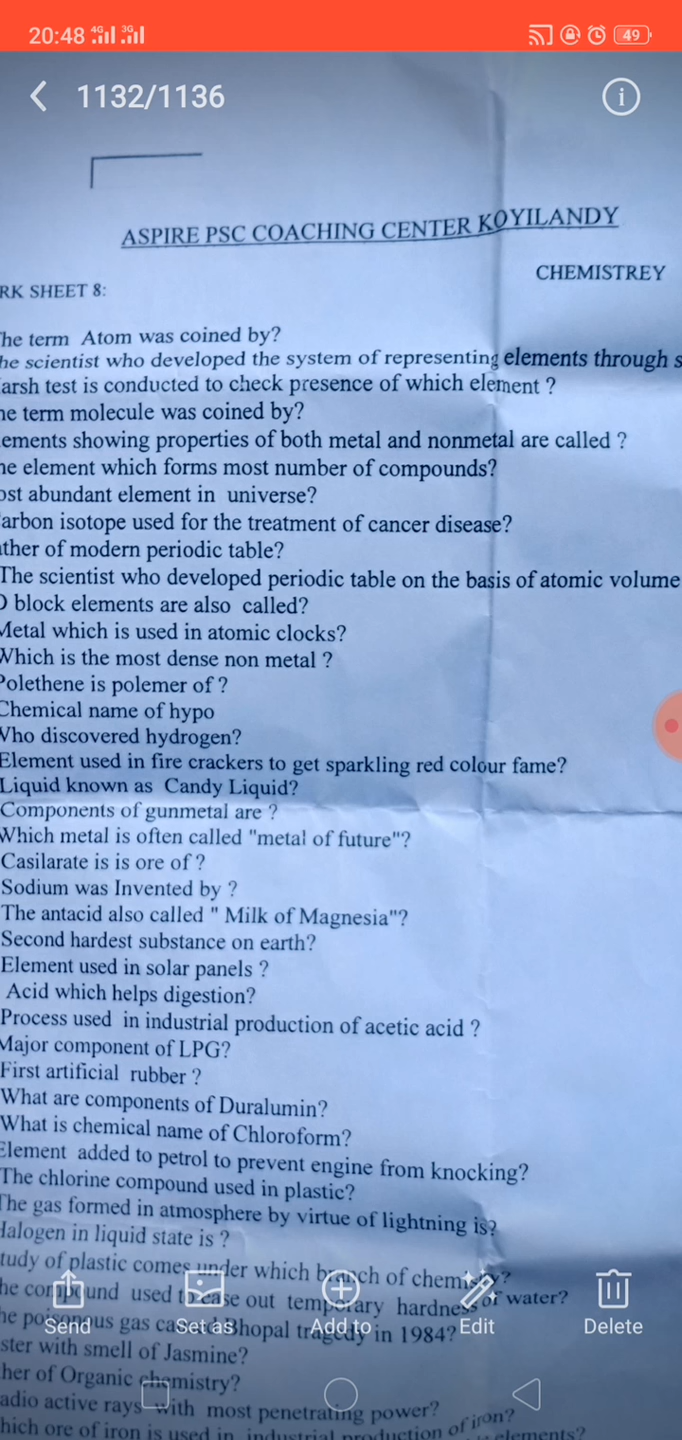 20:48 4G 3G 49
1132/1136
ASPIRE PSC COACHING CENTER KOYILANDY
CHEMISTREY
RK SHEET 8:
he term Atom was coined by?
he scientist who developed the system of representing elements through s
arsh test is conducted to check presence of which element ?
he term molecule was coined by?
ements showing properties of both metal and nonmetal are called ?
ne element which forms most number of compounds?
ost abundant element in universe?
arbon isotope used for the treatment of cancer disease?
ther of modern periodic table?
The scientist who developed periodic table on the basis of atomic volume
D block elements are also called?
Metal which is used in atomic clocks?
Which is the most dense non metal ?
Polethene is polemer of ?
Chemical name of hypo
Who discovered hydrogen?
Element used in fire crackers to get sparkling red colour fame?
Liquid known as Candy Liquid?
Components of gunmetal are ?
Which metal is often called "metal of future"?
Casilarate is is ore of ?
Sodium was Invented by ?
The antacid also called " Milk of Magnesia"?
Second hardest substance on earth?
Element used in solar panels ?
Acid which helps digestion?
Process used in industrial production of acetic acid ?
Major component of LPG?
First artificial rubber ?
What are components of Duralumin?
What is chemical name of Chloroform?
Element added to petrol to prevent engine from knocking?
The chlorine compound used in plastic?
The gas formed in atmosphere by virtue of lightning is?
Halogen in liquid state is ?
tudy of plastic comes under which branch of chemistry?
he compound used to ease out temporary hardness of water?
he poisonous gas caused Bhopal tragedy in 1984?
Send Set as Add to Edit Delete
ster with smell of Jasmine?
her of Organic chemistry?
adio active rays with most penetrating power?
hich ore of iron is used in industrial production of iron?
elements?